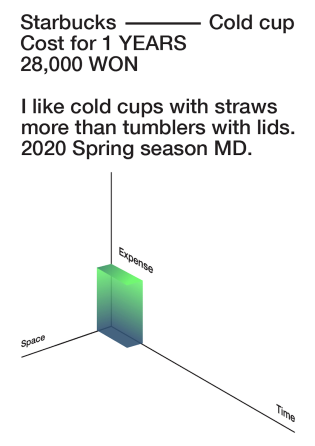 Starbucks ——— Cold cup
Cost for 1 YEARS
28,000 WON
I like cold cups with straws
more than tumblers with lids.
2020 Spring season MD.
Expense
Space
Time